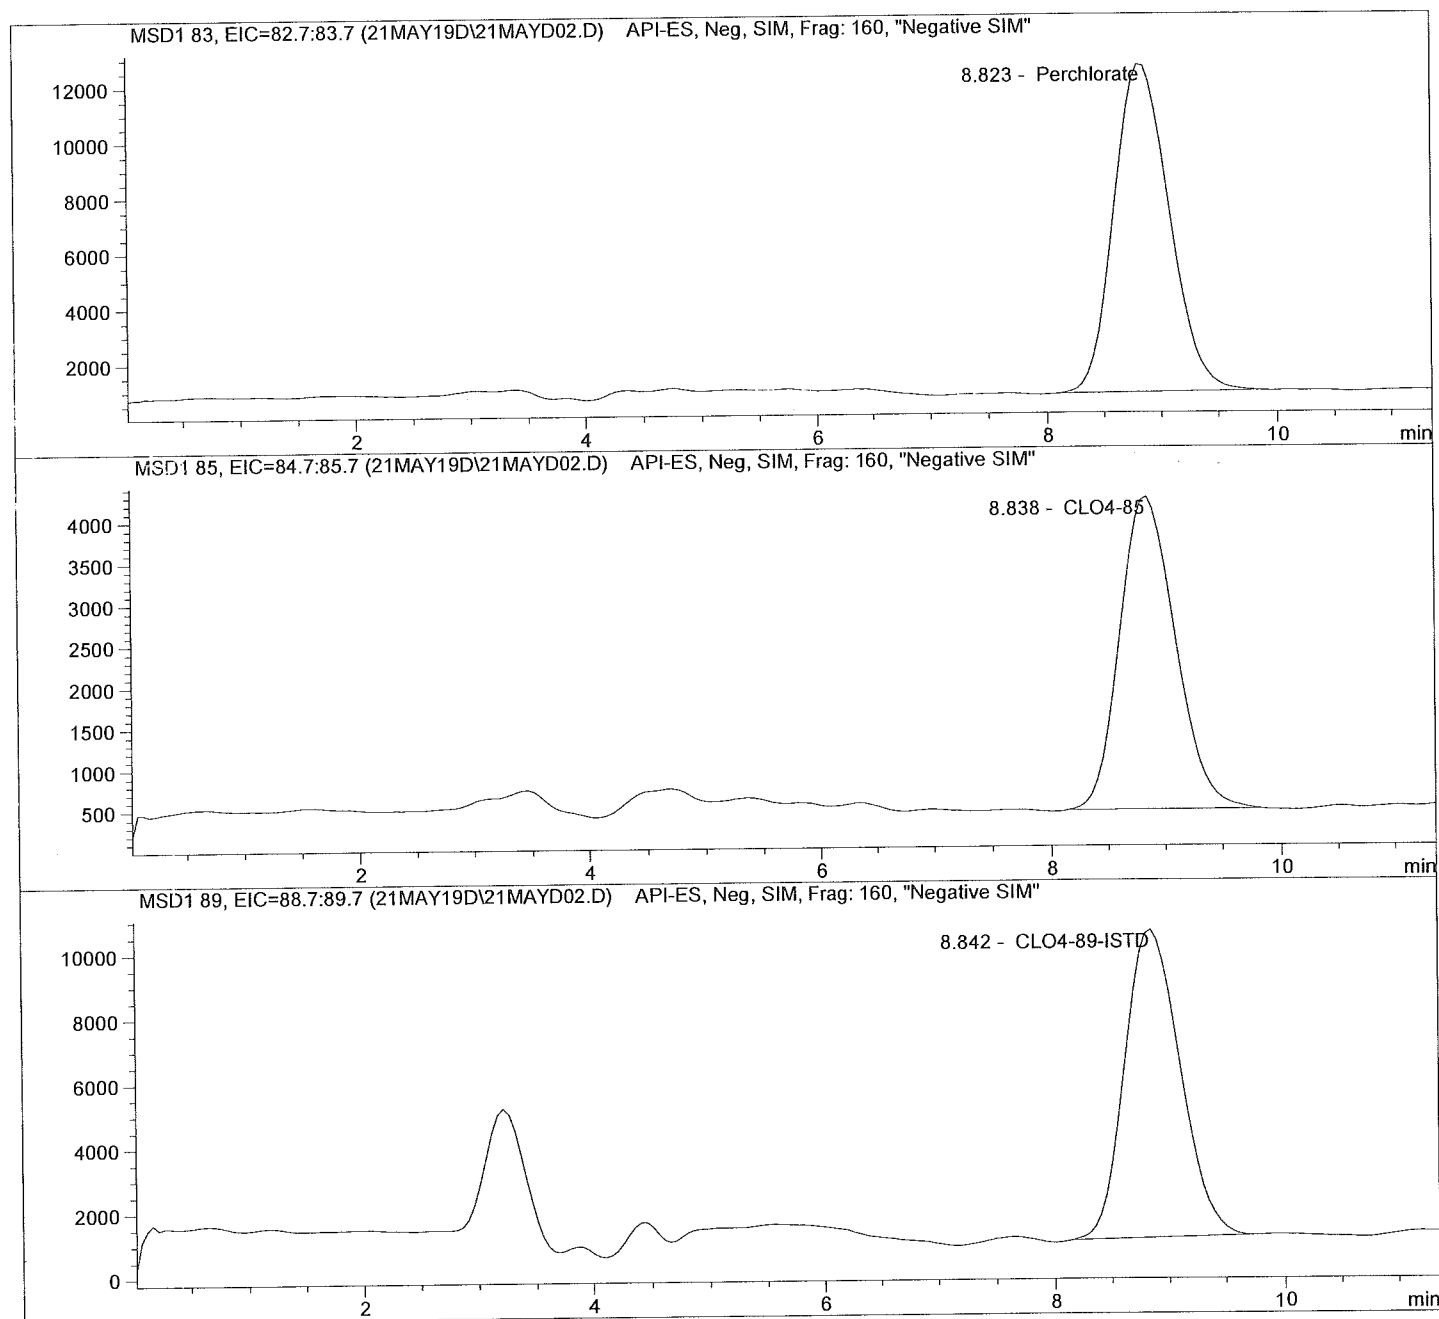 MSD1 83, EIC=82.7:83.7 (21MAY19D\21MAYD02.D) API-ES, Neg, SIM, Frag: 160, "Negative SIM"
8.823 - Perchlorate
12000
10000
8000
6000
4000
2000
2 4 6 8 10 min
MSD1 85, EIC=84.7:85.7 (21MAY19D\21MAYD02.D) API-ES, Neg, SIM, Frag: 160, "Negative SIM"
8.838 - CLO4-85
4000
3500
3000
2500
2000
1500
1000
500
2 4 6 8 10 min
MSD1 89, EIC=88.7:89.7 (21MAY19D\21MAYD02.D) API-ES, Neg, SIM, Frag: 160, "Negative SIM"
8.842 - CLO4-89-ISTD
10000
8000
6000
4000
2000
0
2 4 6 8 10 min